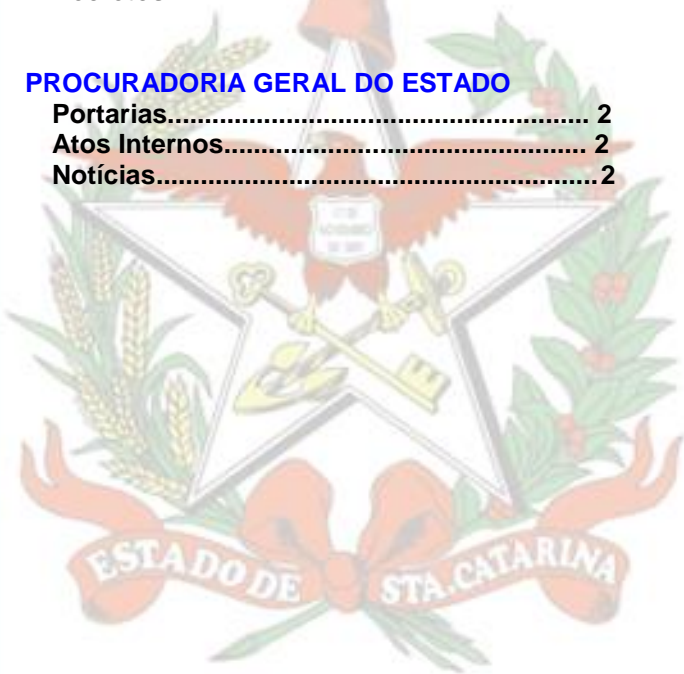 PROCURADORIA GERAL DO ESTADO
Portarias........................................................ 2
Atos Internos................................................ 2
Notícias.........................................................2
ESTADO DE STA. CATARINA